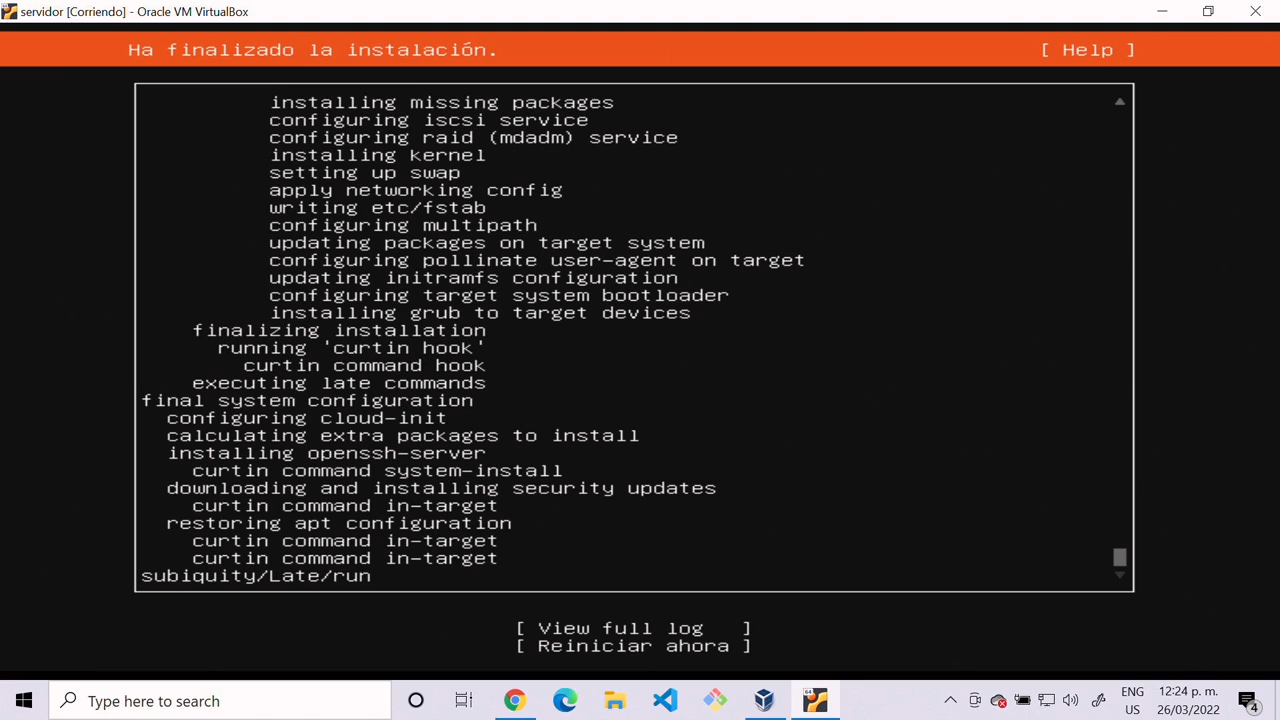 servidor [Corriendo] - Oracle VM VirtualBox
Ha finalizado la instalación.
[ Help ]
installing missing packages
configuring iscsi service
configuring raid (mdadm) service
installing kernel
setting up swap
apply networking config
writing etc/fstab
configuring multipath
updating packages on target system
configuring pollinate user-agent on target
updating initramfs configuration
configuring target system bootloader
installing grub to target devices
finalizing installation
running 'curtin hook'
curtin command hook
executing late commands
final system configuration
configuring cloud-init
calculating extra packages to install
installing openssh-server
curtin command system-install
downloading and installing security updates
curtin command in-target
restoring apt configuration
curtin command in-target
curtin command in-target
subiquity/Late/run
[ View full log ]
[ Reiniciar ahora ]
Type here to search
ENG
US
12:24 p. m.
26/03/2022
4